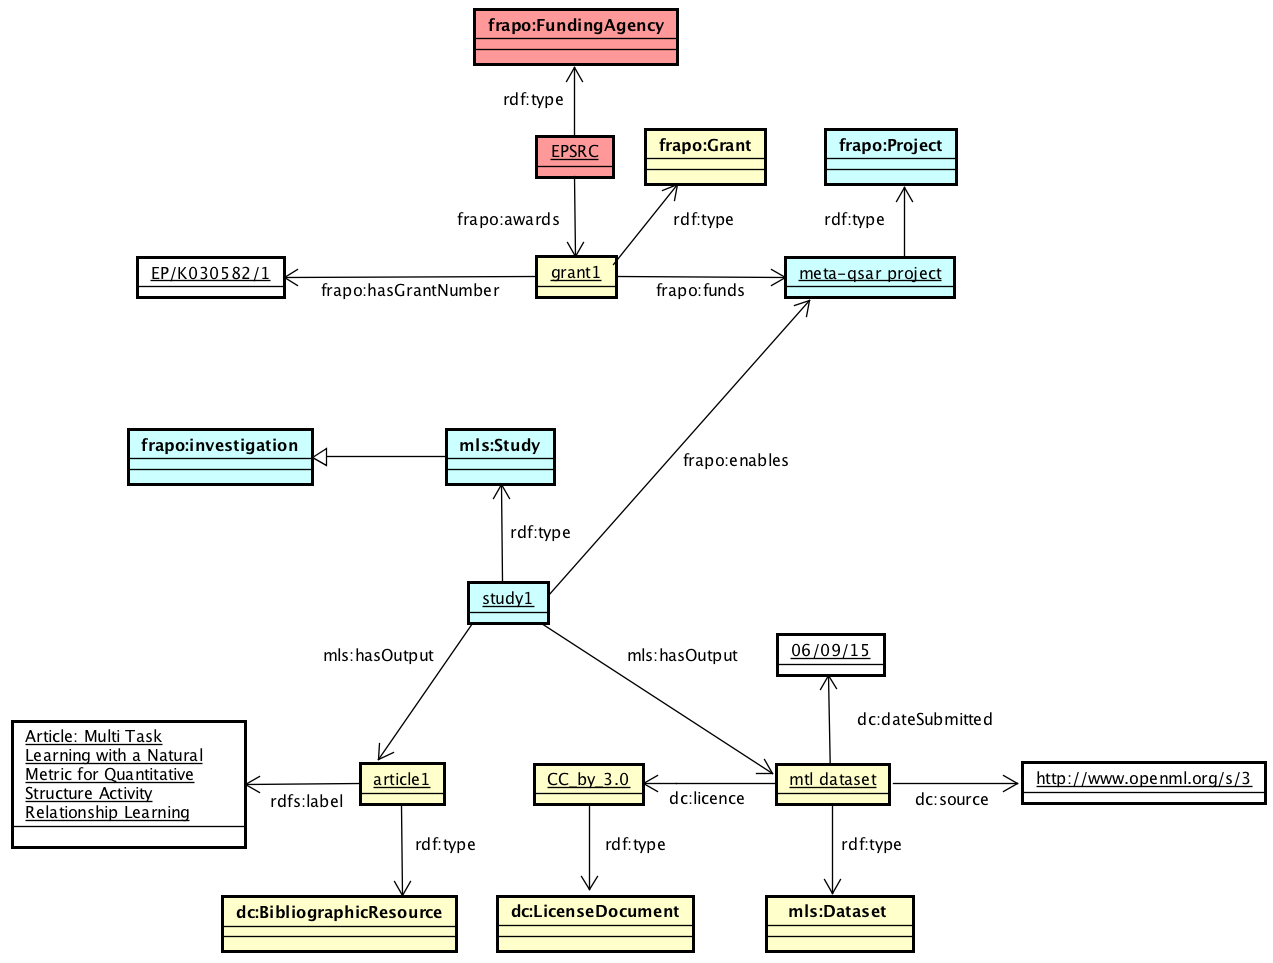 frapo:FundingAgency
rdf:type
EPSRC
frapo:Grant
frapo:Project
frapo:awards
rdf:type
rdf:type
EP/K030582/1
grant1
meta-qsar project
frapo:hasGrantNumber
frapo:funds
frapo:investigation
mls:Study
frapo:enables
rdf:type
study1
mls:hasOutput
mls:hasOutput
06/09/15
dc:dateSubmitted
Article: Multi Task
Learning with a Natural
Metric for Quantitative
Structure Activity
Relationship Learning
rdfs:label
article1
CC_by_3.0
dc:licence
mtl dataset
dc:source
http://www.openml.org/s/3
rdf:type
rdf:type
rdf:type
dc:BibliographicResource
dc:LicenseDocument
mls:Dataset